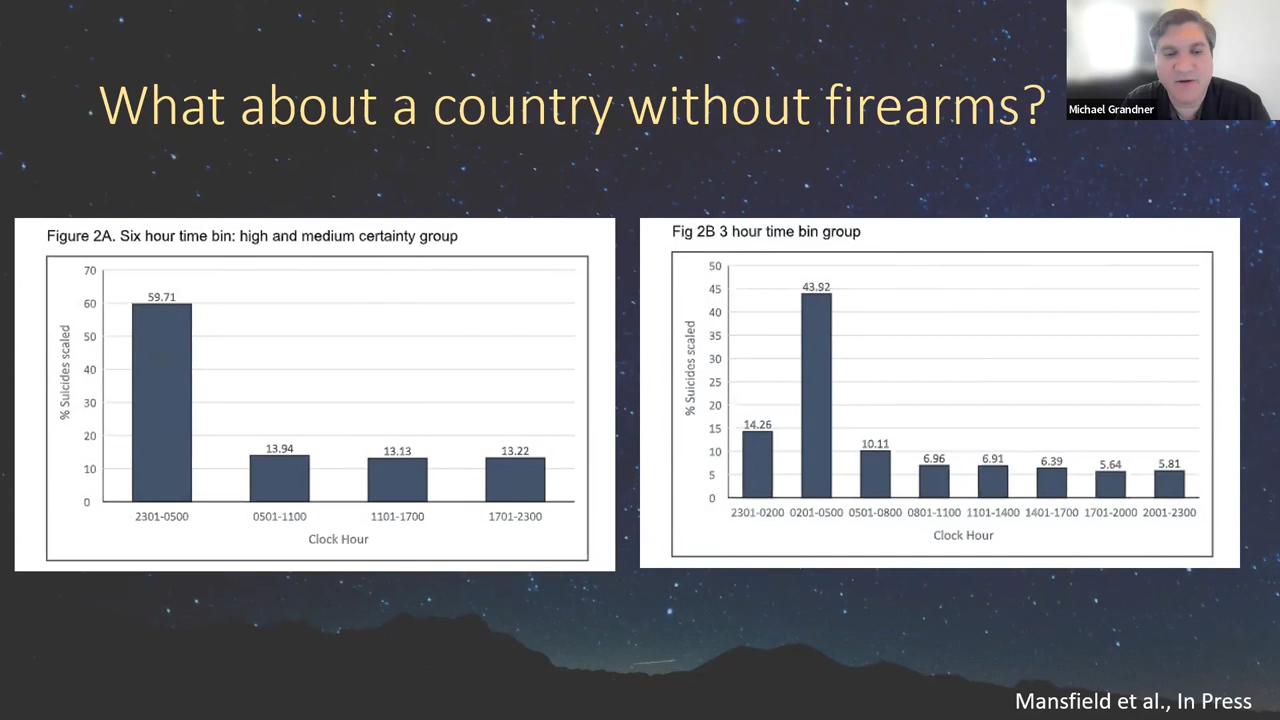 What about a country without firearms?
Michael Grandner
Figure 2A. Six hour time bin: high and medium certainty group
% Suicides scaled
70
60
50
40
30
20
10
0
59.71
13.94
13.13
13.22
2301-0500 0501-1100 1101-1700 1701-2300
Clock Hour
Fig 2B 3 hour time bin group
% Suicides scaled
50
45
40
35
30
25
20
15
10
5
0
14.26
43.92
10.11
6.96
6.91
6.39
5.64
5.81
2301-0200 0201-0500 0501-0800 0801-1100 1101-1400 1401-1700 1701-2000 2001-2300
Clock Hour
Mansfield et al., In Press